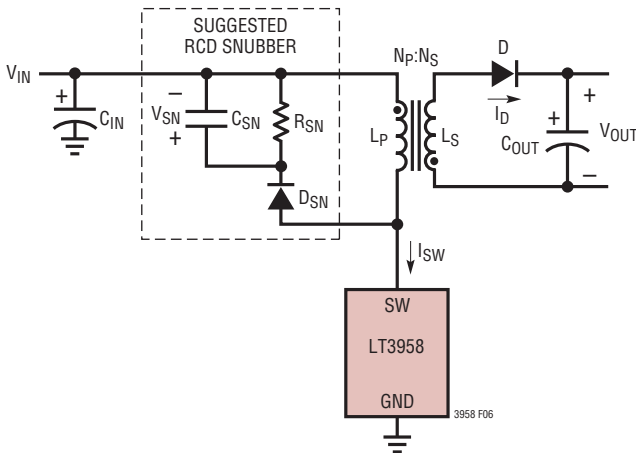 SUGGESTED
RCD SNUBBER
NP:NS
D
VIN
+
CIN
−
VSN
+
CSN
RSN
DSN
LP
LS
ID
+
COUT
+
VOUT
−
ISW
SW
LT3958
GND
3958 F06